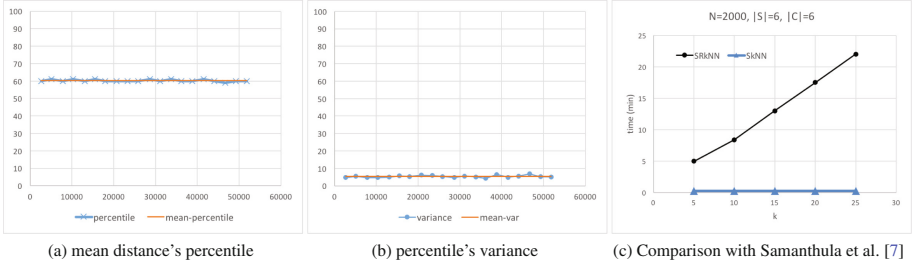 100
90
80
70
60
50
40
30
20
10
0
0 10000 20000 30000 40000 50000 60000
percentile mean-percentile
(a) mean distance's percentile
100
90
80
70
60
50
40
30
20
10
0
0 10000 20000 30000 40000 50000 60000
variance mean-var
(b) percentile's variance
N=2000, |S|=6, |C|=6
SRkNN SkNN
time (min)
25
20
15
10
5
0
0 5 10 15 20 25 30
k
(c) Comparison with Samanthula et al. [7]